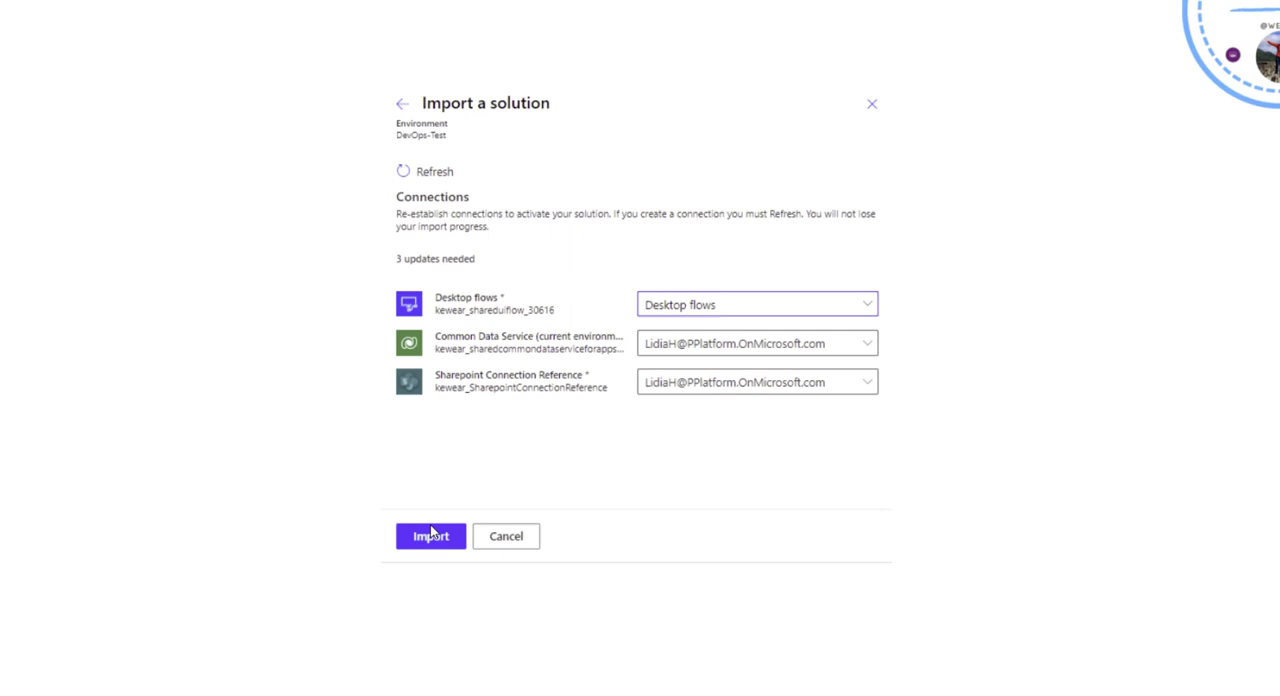 @WE
Import a solution
Environment
DevOps-Test
Refresh
Connections
Re-establish connections to activate your solution. If you create a connection you must Refresh. You will not lose
your import progress.
3 updates needed
Desktop flows *
kewear_shareduiflow_30616
Desktop flows
Common Data Service (current environm...
kewear_sharedcommondataserviceforapps...
LidiaH@PPlatform.OnMicrosoft.com
Sharepoint Connection Reference *
kewear_SharepointConnectionReference
LidiaH@PPlatform.OnMicrosoft.com
Import
Cancel